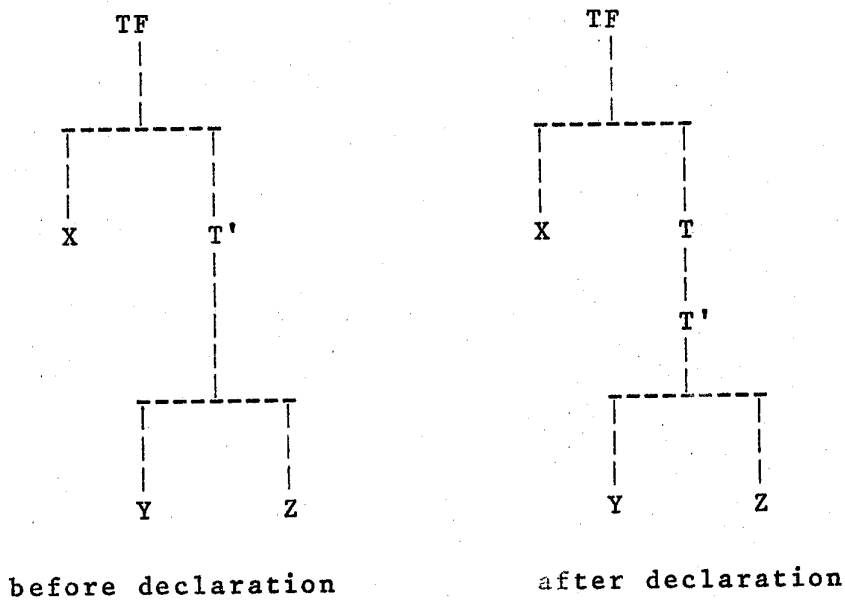 TF TF
X T' X T
T'
Y Z Y Z
before declaration after declaration